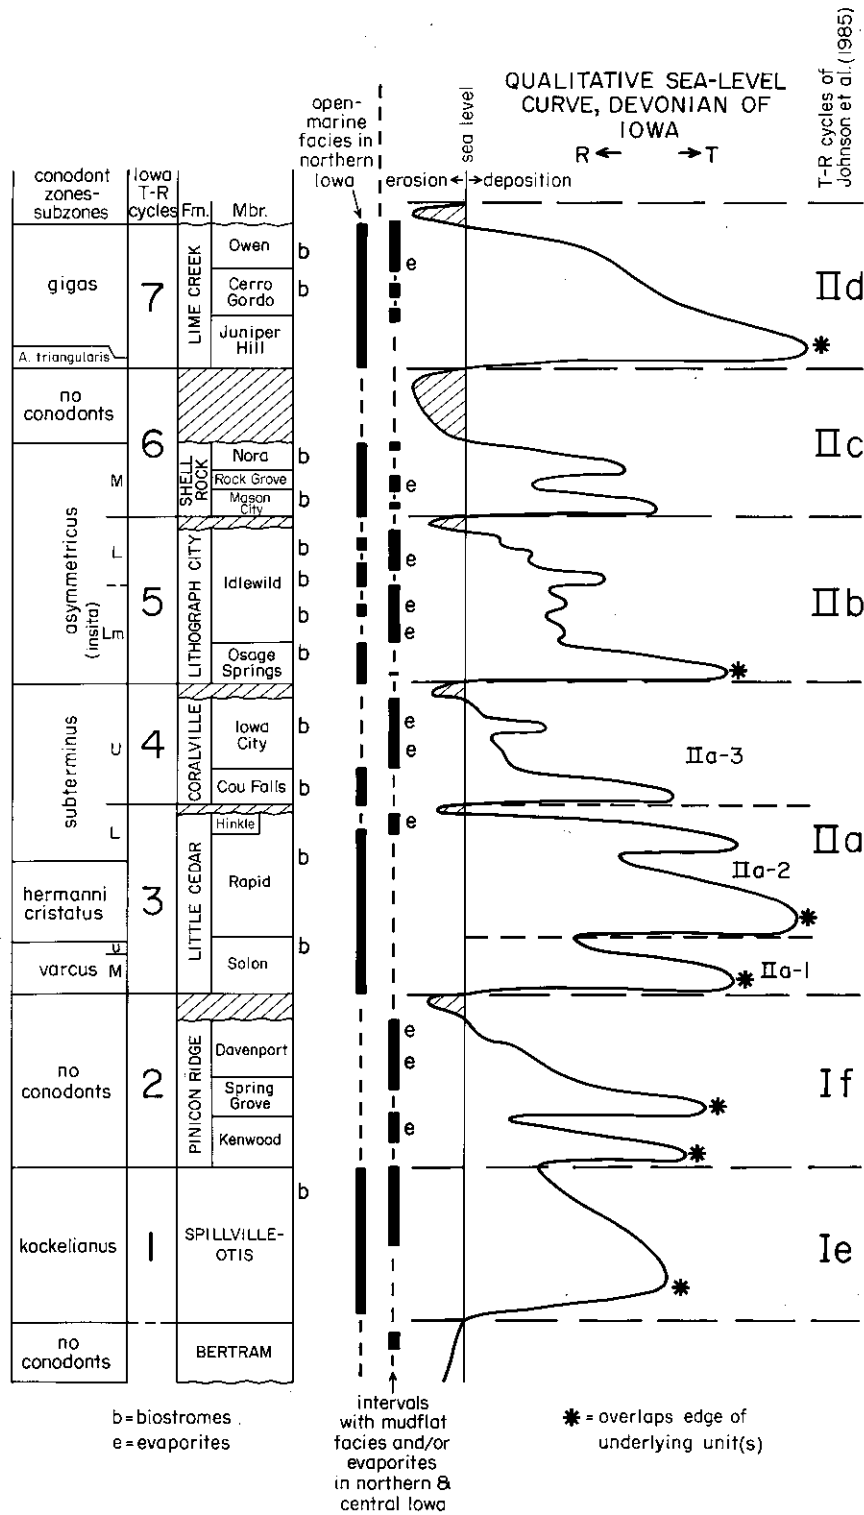 T-R cycles of
Johnson et al. (1985)
QUALITATIVE SEA-LEVEL
CURVE, DEVONIAN OF
IOWA
R ← → T
sea level
erosion ← → deposition
open-
marine
facies in
northern
Iowa
conodont
zones-
subzones
Iowa
T-R
cycles
Fm.
Mbr.
gigas
A. triangularis
7
LIME CREEK
Owen
Cerro
Gordo
Juniper
Hill
b
b
e
IId
no
conodonts
6
SHELL
ROCK
Nora
Rock Grove
Mason
City
b
b
e
IIc
asymmetricus
(insita)
M
L
Lm
5
LITHOGRAPH CITY
Idlewild
Osage
Springs
b
b
b
b
e
e
e
IIb
subterminus
U
L
4
CORALVILLE
Iowa
City
Cou Falls
b
b
e
e
IIa-3
IIa
hermanni
cristatus
varcus
u
M
3
LITTLE CEDAR
Hinkle
Rapid
Solon
b
b
e
IIa-2
IIa-1
no
conodonts
2
PINICON RIDGE
Davenport
Spring
Grove
Kenwood
e
e
e
If
kockelianus
1
SPILLVILLE-
OTIS
b
Ie
no
conodonts
BERTRAM
b = biostromes
e = evaporites
intervals
with mudflat
facies and/or
evaporites
in northern &
central Iowa
* = overlaps edge of
underlying unit(s)